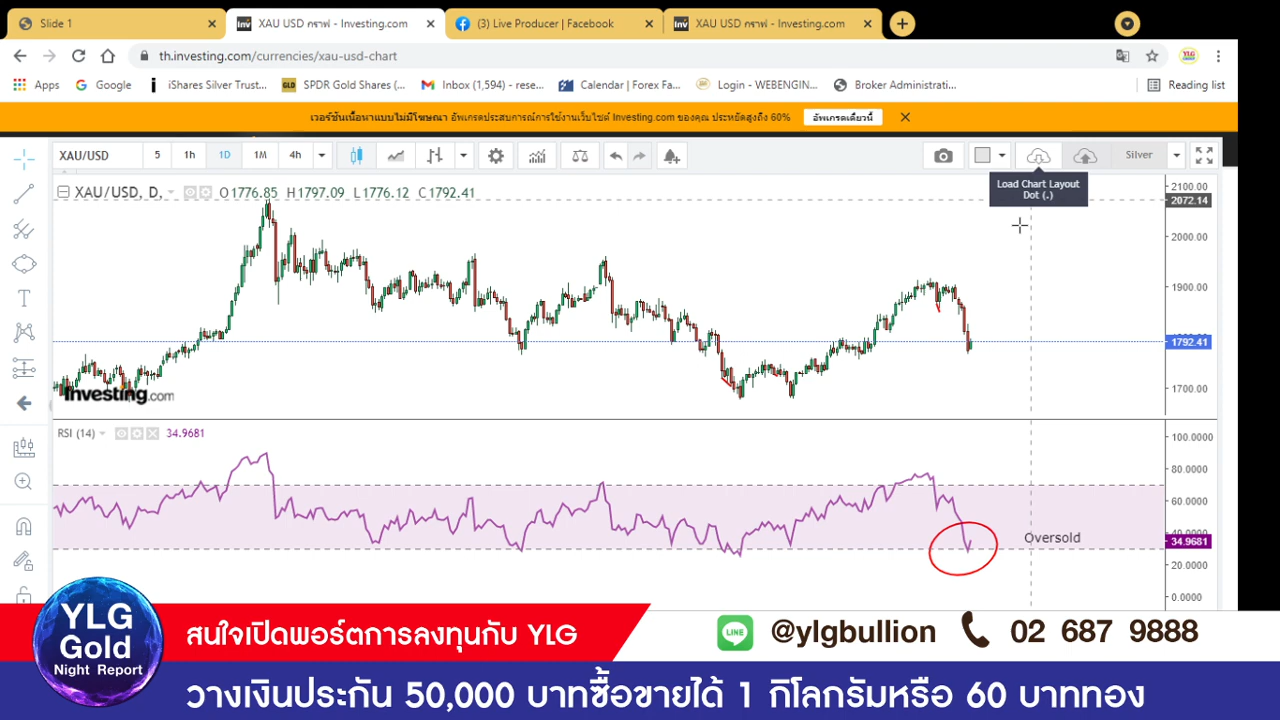 Slide 1
XAU USD กราฟ - Investing.com
(3) Live Producer | Facebook
XAU USD กราฟ - Investing.com
th.investing.com/currencies/xau-usd-chart
Apps
Google
iShares Silver Trust...
SPDR Gold Shares (...
Inbox (1,594) - rese...
Calendar | Forex Fa...
Login - WEBENGIN...
Broker Administrati...
Reading list
เวอร์ชันเนื้อหาแบบไม่มีโฆษณา อัพเกรดประสบการณ์การใช้งานเว็บไซต์ Investing.com ของคุณ ประหยัดสูงถึง 60%
อัพเกรดเดี๋ยวนี้
XAU/USD 5 1h 1D 1M 4h
Silver
Load Chart Layout
Dot (.)
XAU/USD, D, O1776.85 H1797.09 L1776.12 C1792.41
2100.00
2072.14
2000.00
1900.00
1792.41
1700.00
Investing.com
RSI (14) 34.9681
100.0000
80.0000
60.0000
Oversold
34.9681
20.0000
0.0000
YLG
Gold
Night Report
สนใจเปิดพอร์ตการลงทุนกับ YLG
LINE
@ylgbullion
02 687 9888
วางเงินประกัน 50,000 บาทซื้อขายได้ 1 กิโลกรัมหรือ 60 บาททอง